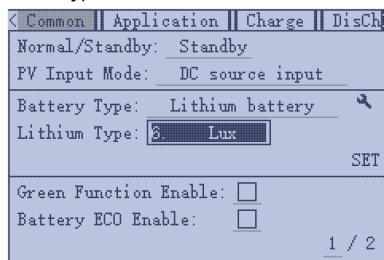 < Common Application Charge DisCh
Normal/Standby: Standby
PV Input Mode: DC source input
Battery Type: Lithium battery
Lithium Type: 6. Lux
SET
Green Function Enable:
Battery ECO Enable:
1 / 2